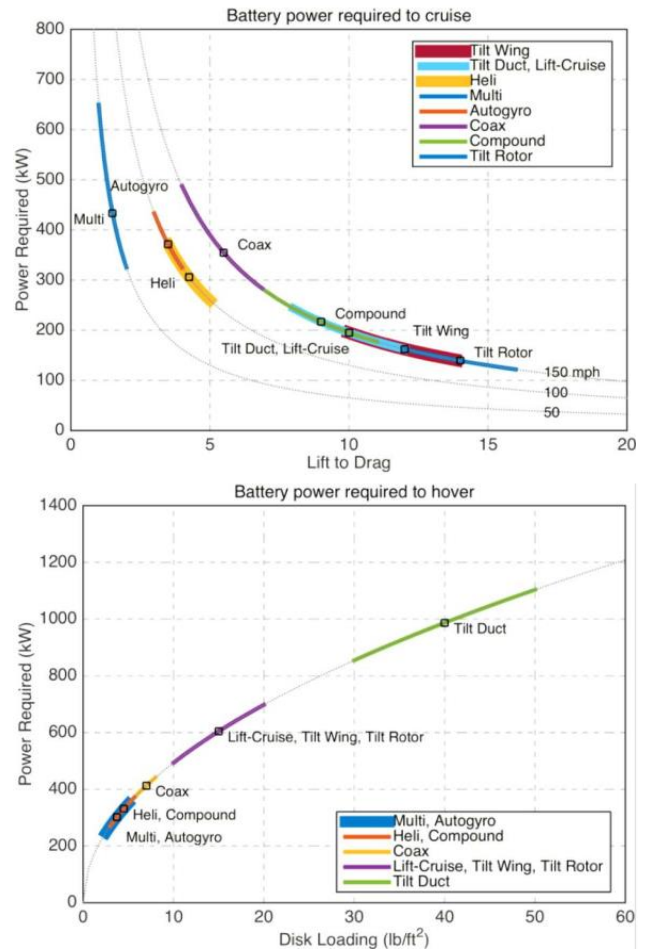 Battery power required to cruise
800
700
600
500
400
300
200
100
0
Power Required (kW)
Tilt Wing
Tilt Duct, Lift-Cruise
Heli
Multi
Autogyro
Coax
Compound
Tilt Rotor
Autogyro
Multi
Coax
Heli
Compound
Tilt Wing
Tilt Duct, Lift-Cruise
Tilt Rotor
150 mph
100
50
0 5 10 15 20
Lift to Drag
Battery power required to hover
1400
1200
1000
800
600
400
200
0
Power Required (kW)
Tilt Duct
Lift-Cruise, Tilt Wing, Tilt Rotor
Coax
Heli, Compound
Multi, Autogyro
Multi, Autogyro
Heli, Compound
Coax
Lift-Cruise, Tilt Wing, Tilt Rotor
Tilt Duct
0 10 20 30 40 50 60
Disk Loading (lb/ft²)